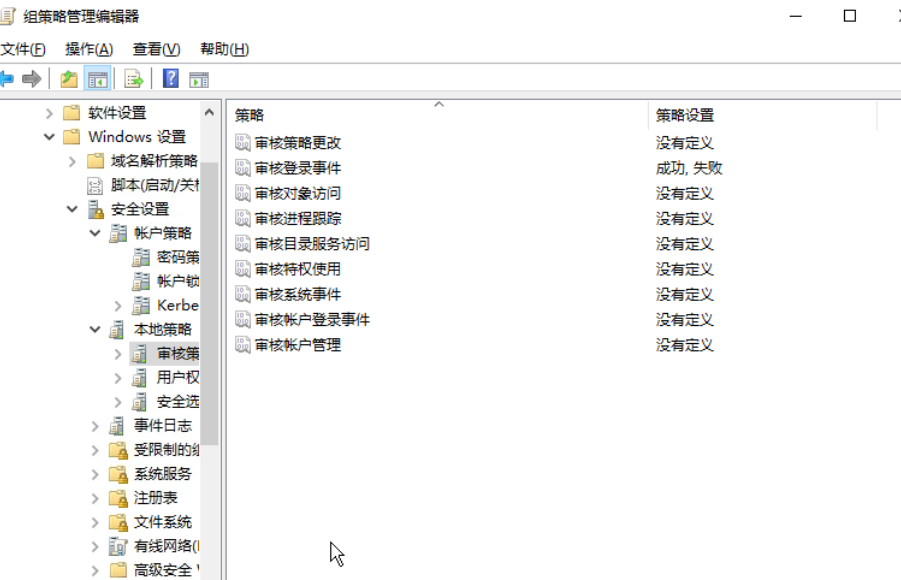 组策略管理编辑器
文件(F) 操作(A) 查看(V) 帮助(H)
软件设置
Windows 设置
域名解析策略
脚本(启动/关
安全设置
帐户策略
密码策
帐户锁
Kerbe
本地策略
审核策
用户权
安全选
事件日志
受限制的
系统服务
注册表
文件系统
有线网络(
高级安全
策略 策略设置
审核策略更改 没有定义
审核登录事件 成功, 失败
审核对象访问 没有定义
审核进程跟踪 没有定义
审核目录服务访问 没有定义
审核特权使用 没有定义
审核系统事件 没有定义
审核帐户登录事件 没有定义
审核帐户管理 没有定义